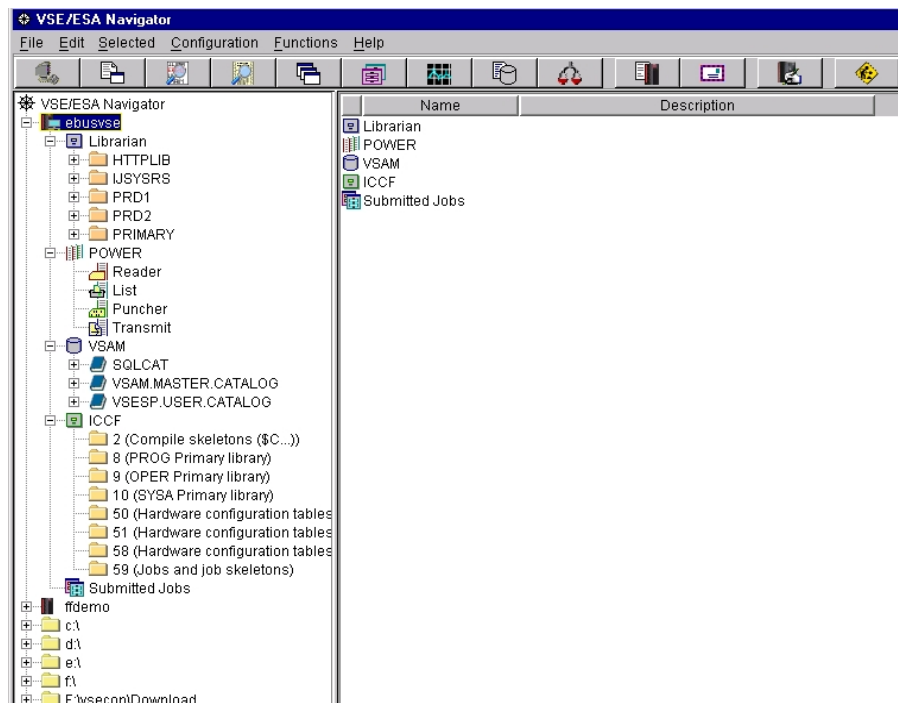 VSE/ESA Navigator
File Edit Selected Configuration Functions Help
VSE/ESA Navigator
ebusvse
Librarian
HTTPLIB
IJSYSRS
PRD1
PRD2
PRIMARY
POWER
Reader
List
Puncher
Transmit
VSAM
SQLCAT
VSAM.MASTER.CATALOG
VSESP.USER.CATALOG
ICCF
2 (Compile skeletons ($C...))
8 (PROG Primary library)
9 (OPER Primary library)
10 (SYSA Primary library)
50 (Hardware configuration tables
51 (Hardware configuration tables
58 (Hardware configuration tables
59 (Jobs and job skeletons)
Submitted Jobs
ffdemo
c:\
d:\
e:\
f:\
F:\vsecon\Download
Name Description
Librarian
POWER
VSAM
ICCF
Submitted Jobs